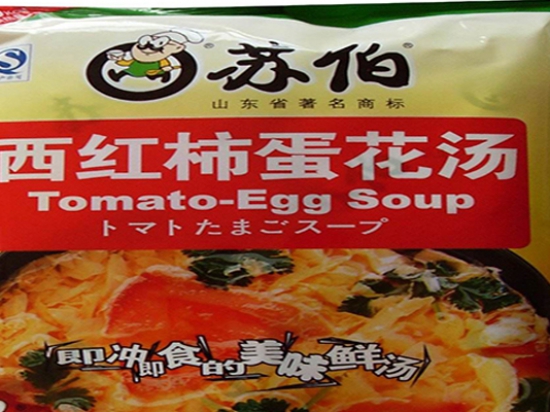 苏伯
山东省著名商标
西红柿蛋花汤
Tomato-Egg Soup
トマトたまごスープ
即冲即食的美味鲜汤